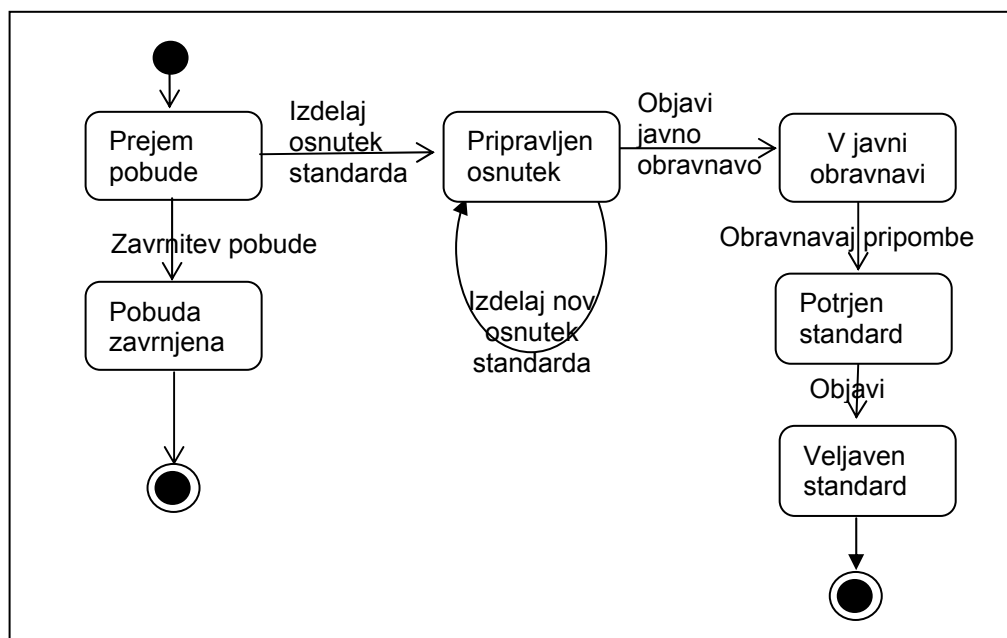 Prejem
pobude
Izdelaj
osnutek
standarda
Pripravljen
osnutek
Objavi
javno
obravnavo
V javni
obravnavi
Zavrnitev pobude
Obravnavaj pripombe
Pobuda
zavrnjena
Izdelaj nov
osnutek
standarda
Potrjen
standard
Objavi
Veljaven
standard